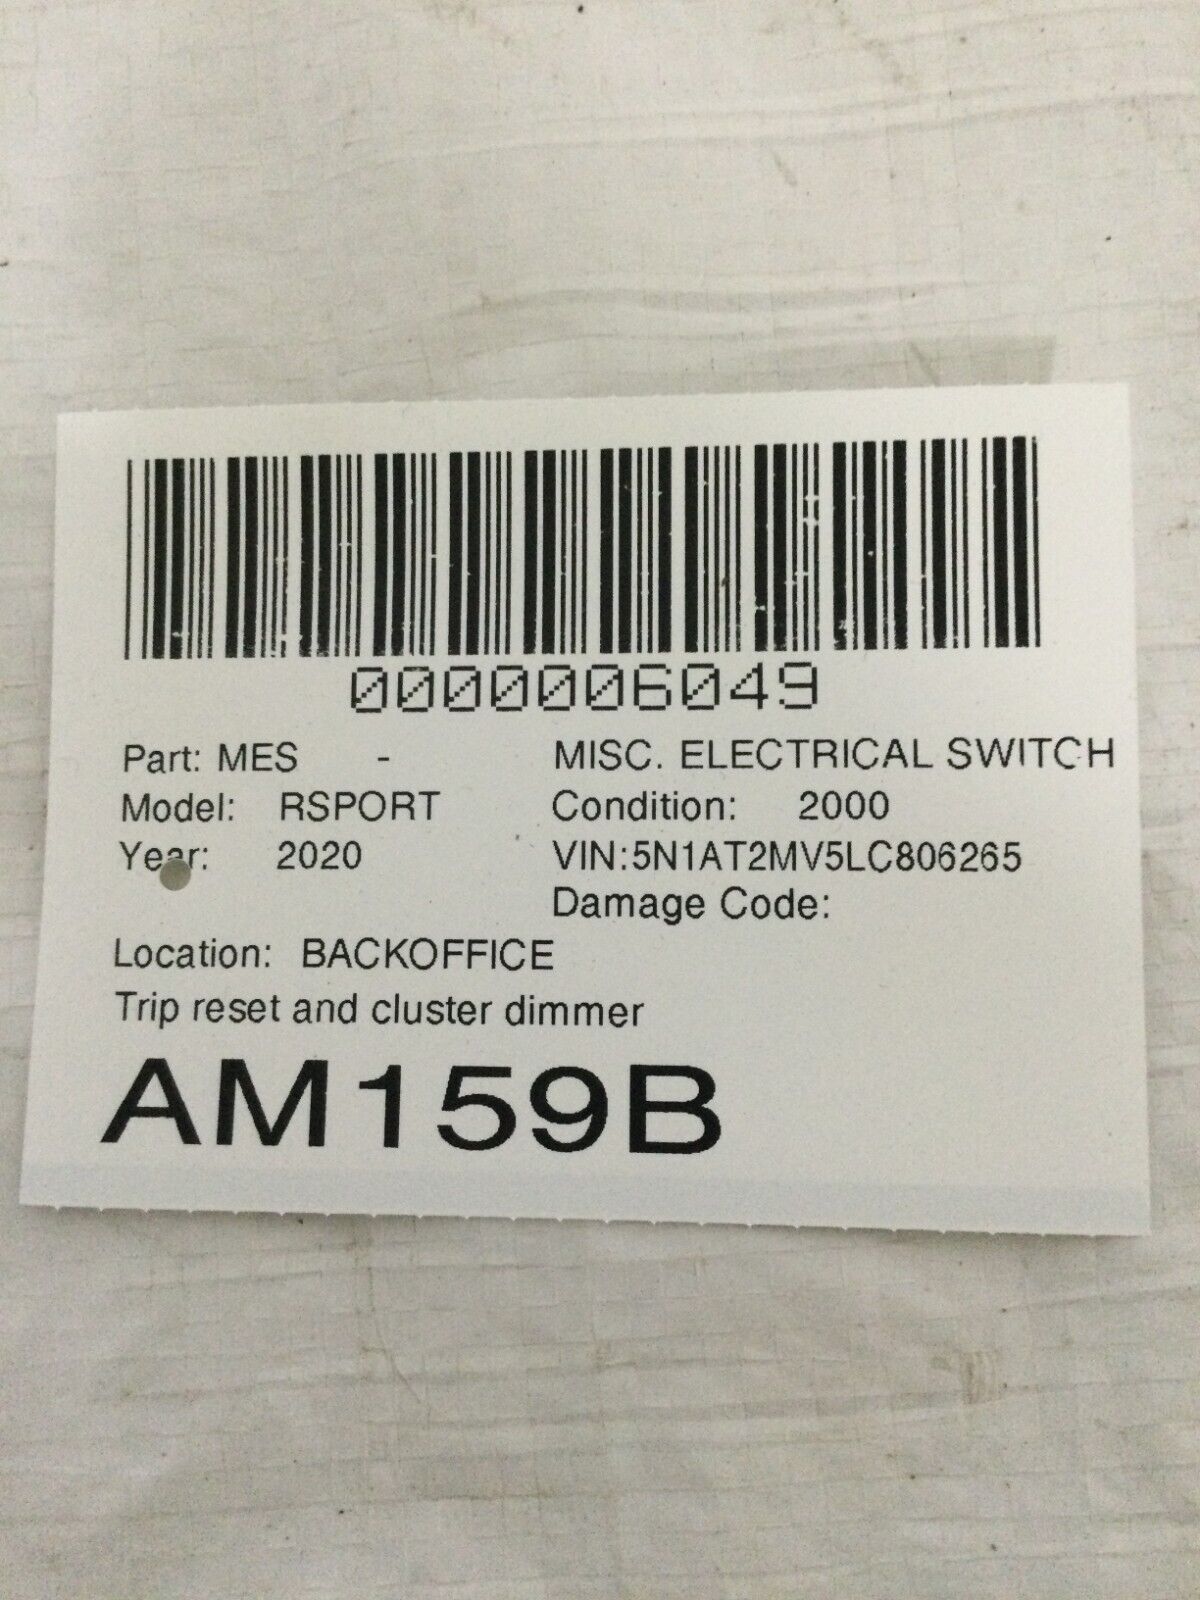 0000006049
Part: MES - MISC. ELECTRICAL SWITCH
Model: RSPORT Condition: 2000
Year: 2020 VIN:5N1AT2MV5LC806265
Damage Code:
Location: BACKOFFICE
Trip reset and cluster dimmer
AM159B